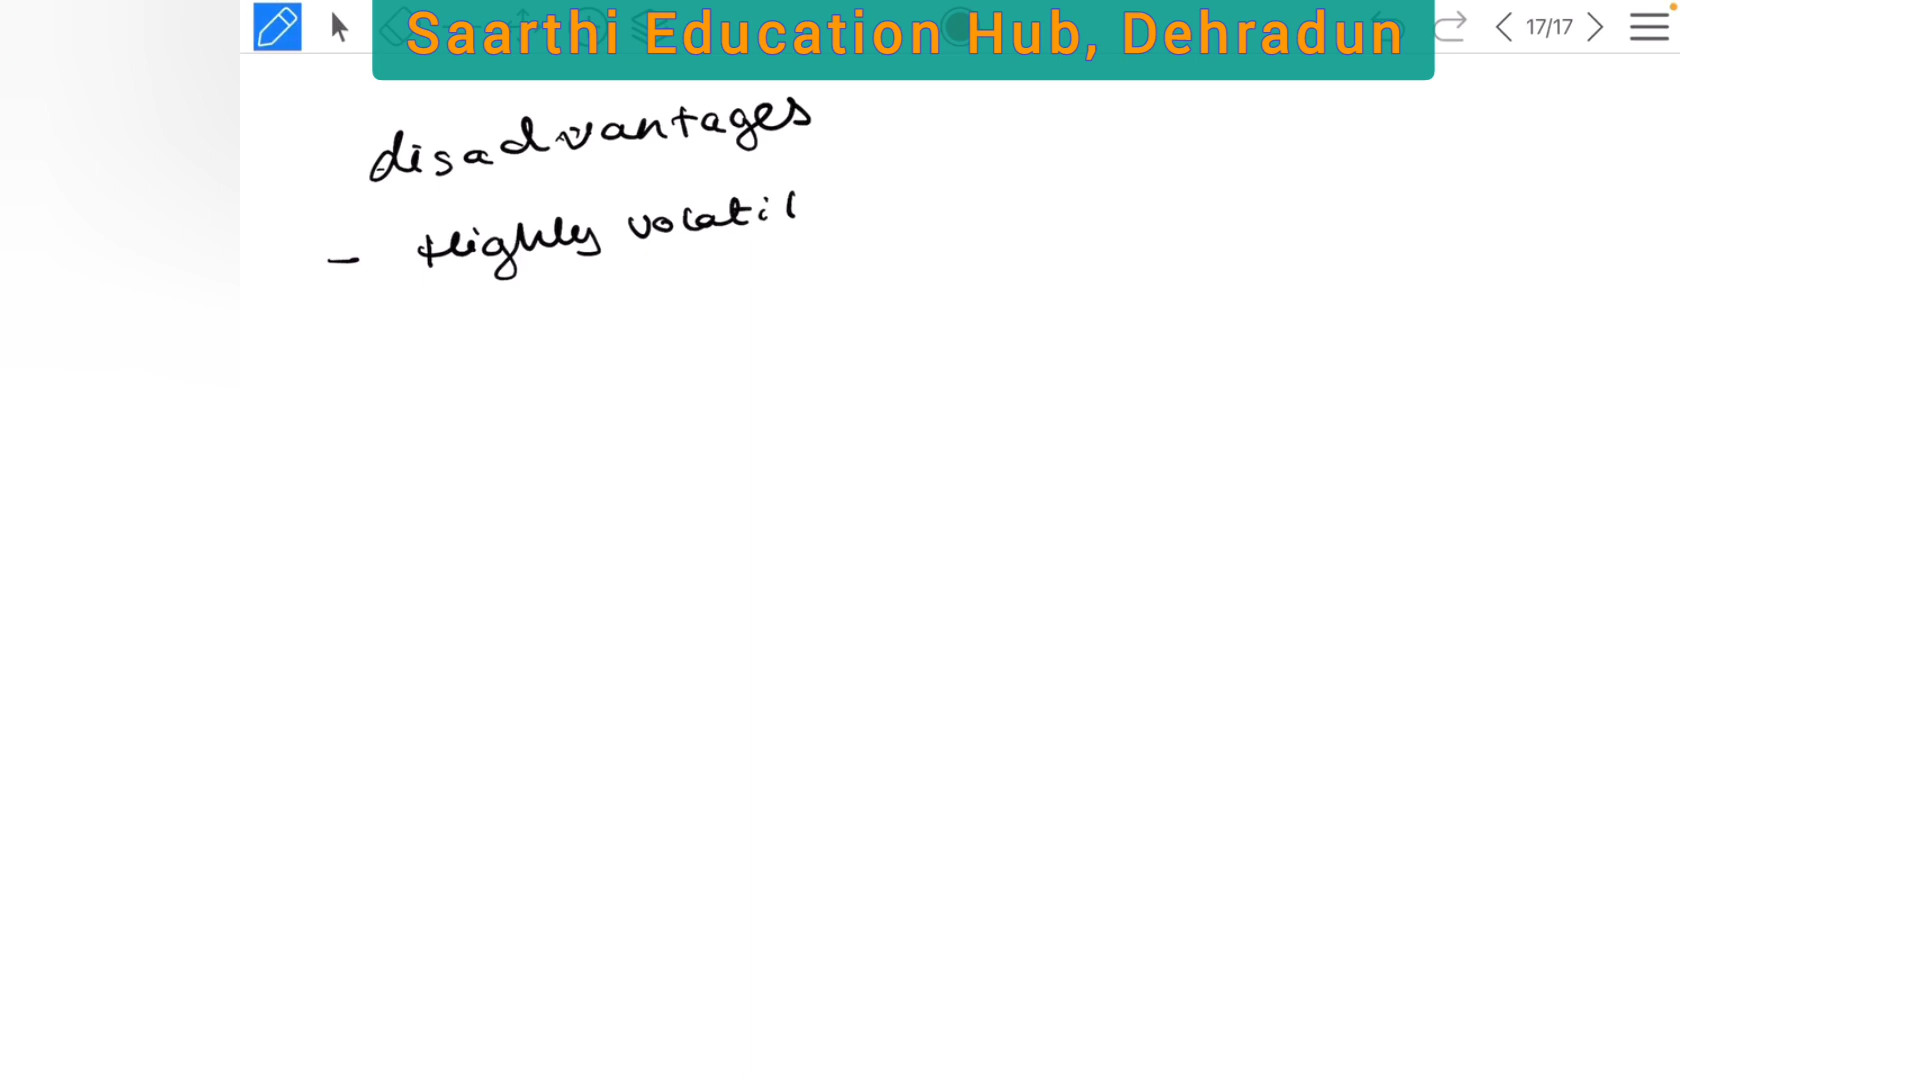 Saarthi Education Hub, Dehradun
17/17
disadvantages
- Highly volatil